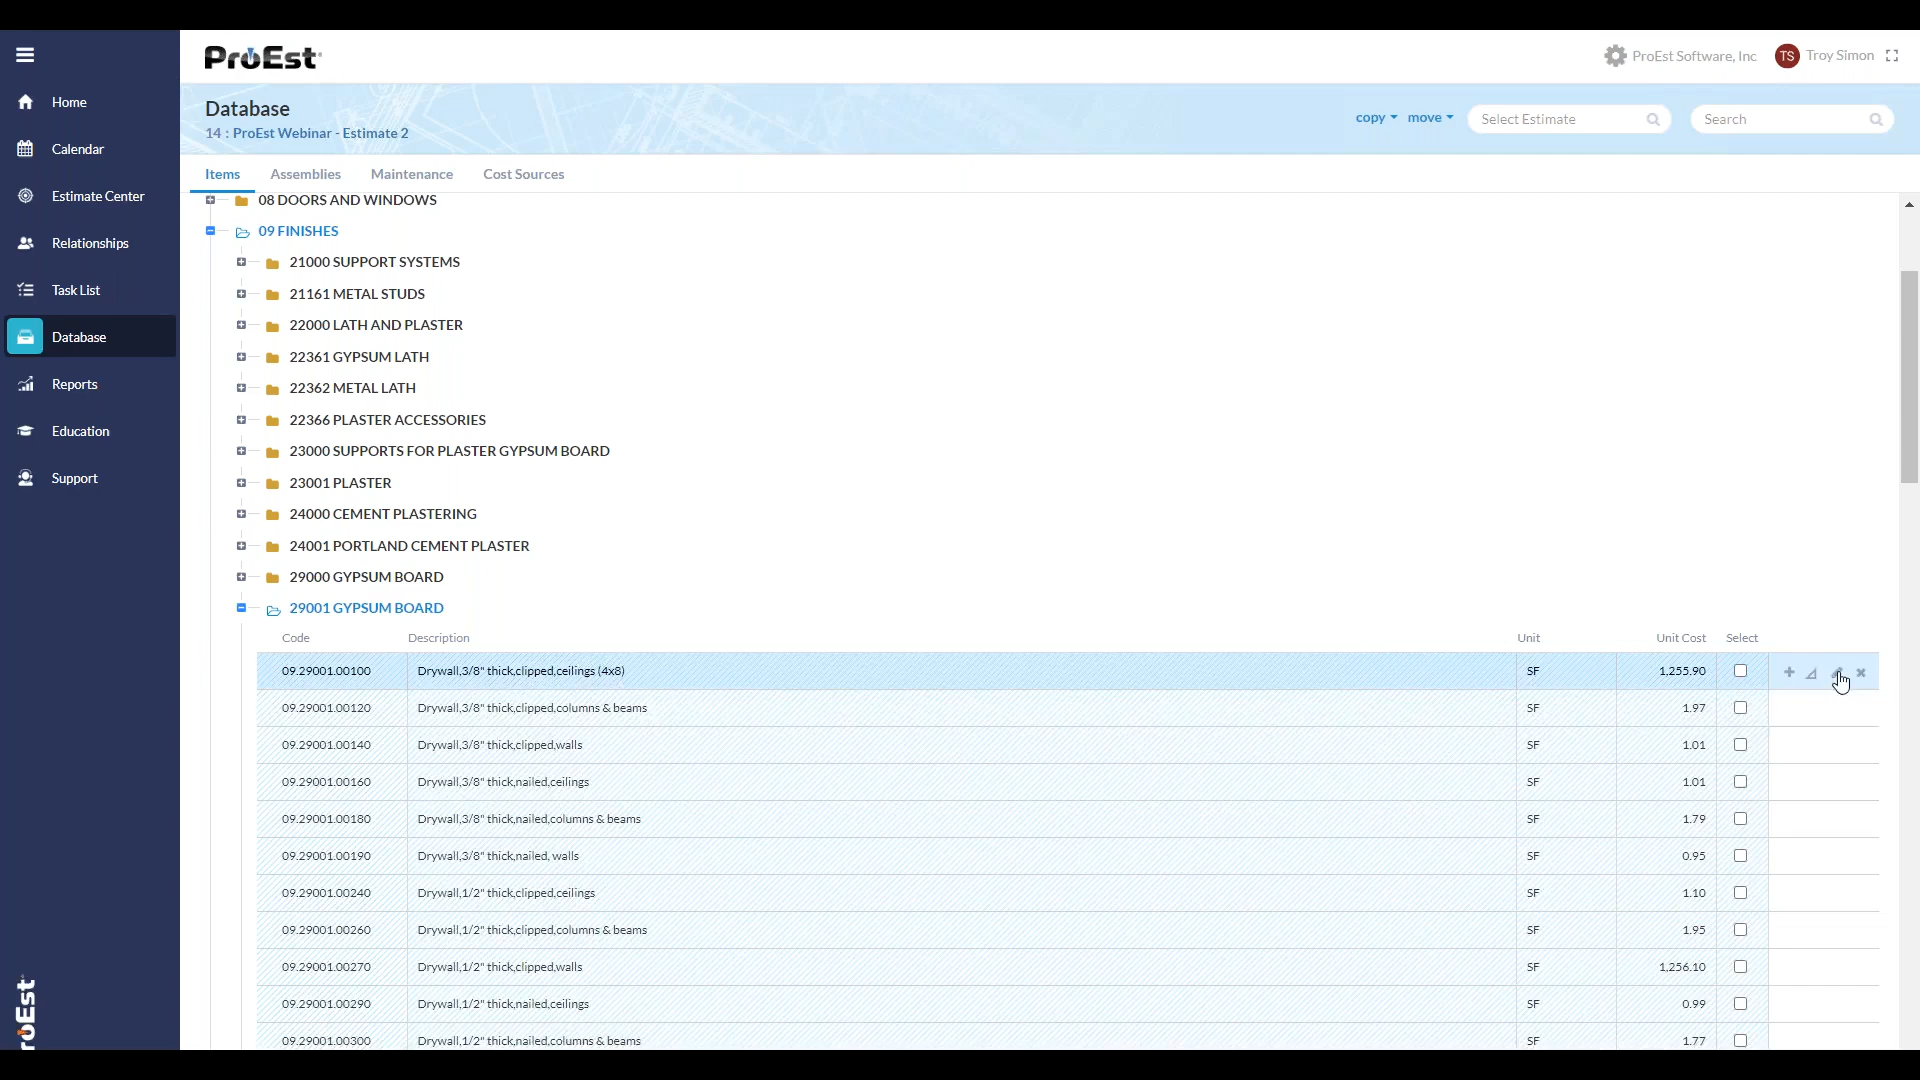 ProEst
ProEst Software, Inc
TS
Troy Simon
Home
Calendar
Estimate Center
Relationships
Task List
Database
Reports
Education
Support
Database
14 : ProEst Webinar - Estimate 2
copy
move
Select Estimate
Search
Items
Assemblies
Maintenance
Cost Sources
08 DOORS AND WINDOWS
09 FINISHES
21000 SUPPORT SYSTEMS
21161 METAL STUDS
22000 LATH AND PLASTER
22361 GYPSUM LATH
22362 METAL LATH
22366 PLASTER ACCESSORIES
23000 SUPPORTS FOR PLASTER GYPSUM BOARD
23001 PLASTER
24000 CEMENT PLASTERING
24001 PORTLAND CEMENT PLASTER
29000 GYPSUM BOARD
29001 GYPSUM BOARD
Code Description Unit Unit Cost Select
09.29001.00100 Drywall,3/8" thick,clipped,ceilings (4x8) SF 1,255.90
09.29001.00120 Drywall,3/8" thick,clipped,columns & beams SF 1.97
09.29001.00140 Drywall,3/8" thick,clipped,walls SF 1.01
09.29001.00160 Drywall,3/8" thick,nailed,ceilings SF 1.01
09.29001.00180 Drywall,3/8" thick,nailed,columns & beams SF 1.79
09.29001.00190 Drywall,3/8" thick,nailed, walls SF 0.95
09.29001.00240 Drywall,1/2" thick,clipped,ceilings SF 1.10
09.29001.00260 Drywall,1/2" thick,clipped,columns & beams SF 1.95
09.29001.00270 Drywall,1/2" thick,clipped,walls SF 1,256.10
09.29001.00290 Drywall,1/2" thick,nailed,ceilings SF 0.99
09.29001.00300 Drywall,1/2" thick,nailed,columns & beams SF 1.77
roEst